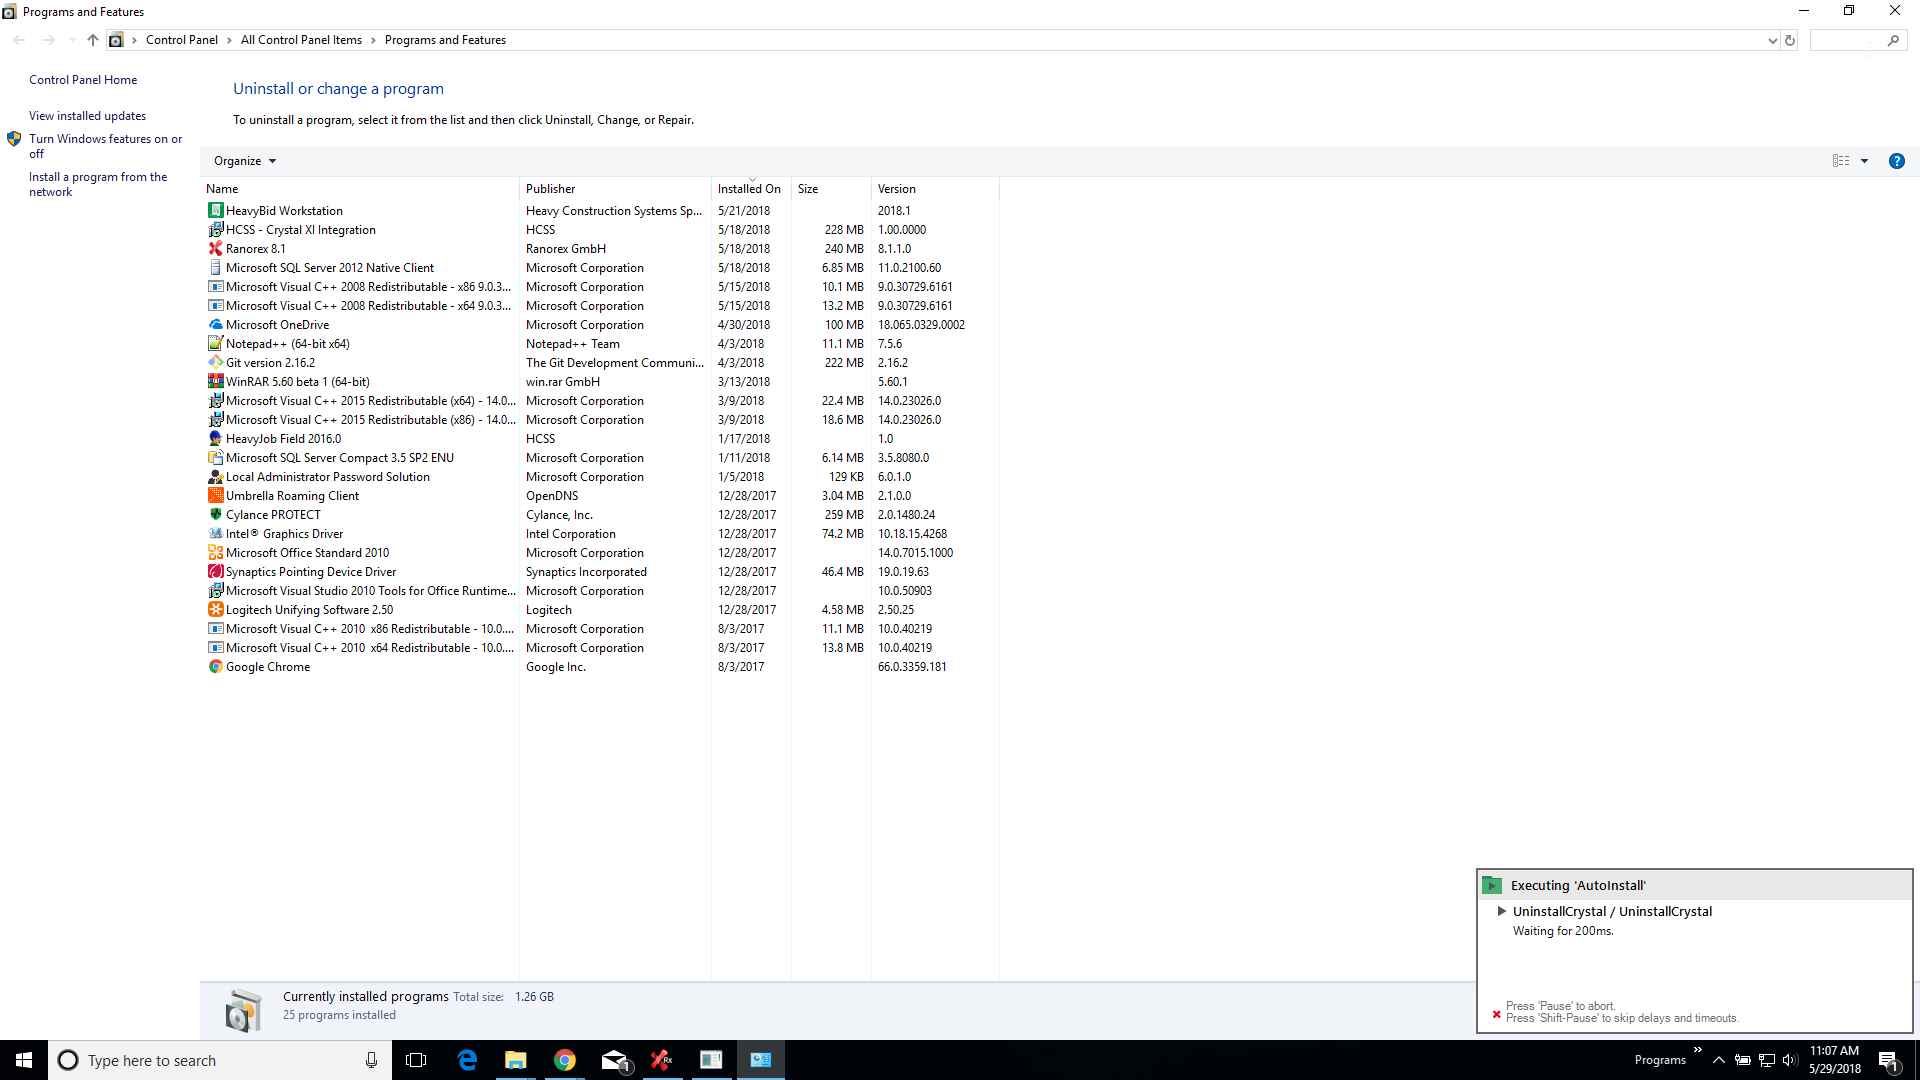 Programs and Features
Control Panel > All Control Panel Items > Programs and Features
Control Panel Home
View installed updates
Turn Windows features on or
off
Install a program from the
network
Uninstall or change a program
To uninstall a program, select it from the list and then click Uninstall, Change, or Repair.
Organize
Name Publisher Installed On Size Version
HeavyBid Workstation Heavy Construction Systems Sp... 5/21/2018 2018.1
HCSS - Crystal XI Integration HCSS 5/18/2018 228 MB 1.00.0000
Ranorex 8.1 Ranorex GmbH 5/18/2018 240 MB 8.1.1.0
Microsoft SQL Server 2012 Native Client Microsoft Corporation 5/18/2018 6.85 MB 11.0.2100.60
Microsoft Visual C++ 2008 Redistributable - x86 9.0.3... Microsoft Corporation 5/15/2018 10.1 MB 9.0.30729.6161
Microsoft Visual C++ 2008 Redistributable - x64 9.0.3... Microsoft Corporation 5/15/2018 13.2 MB 9.0.30729.6161
Microsoft OneDrive Microsoft Corporation 4/30/2018 100 MB 18.065.0329.0002
Notepad++ (64-bit x64) Notepad++ Team 4/3/2018 11.1 MB 7.5.6
Git version 2.16.2 The Git Development Communi... 4/3/2018 222 MB 2.16.2
WinRAR 5.60 beta 1 (64-bit) win.rar GmbH 3/13/2018 5.60.1
Microsoft Visual C++ 2015 Redistributable (x64) - 14.0... Microsoft Corporation 3/9/2018 22.4 MB 14.0.23026.0
Microsoft Visual C++ 2015 Redistributable (x86) - 14.0... Microsoft Corporation 3/9/2018 18.6 MB 14.0.23026.0
HeavyJob Field 2016.0 HCSS 1/17/2018 1.0
Microsoft SQL Server Compact 3.5 SP2 ENU Microsoft Corporation 1/11/2018 6.14 MB 3.5.8080.0
Local Administrator Password Solution Microsoft Corporation 1/5/2018 129 KB 6.0.1.0
Umbrella Roaming Client OpenDNS 12/28/2017 3.04 MB 2.1.0.0
Cylance PROTECT Cylance, Inc. 12/28/2017 259 MB 2.0.1480.24
Intel® Graphics Driver Intel Corporation 12/28/2017 74.2 MB 10.18.15.4268
Microsoft Office Standard 2010 Microsoft Corporation 12/28/2017 14.0.7015.1000
Synaptics Pointing Device Driver Synaptics Incorporated 12/28/2017 46.4 MB 19.0.19.63
Microsoft Visual Studio 2010 Tools for Office Runtime... Microsoft Corporation 12/28/2017 10.0.50903
Logitech Unifying Software 2.50 Logitech 12/28/2017 4.58 MB 2.50.25
Microsoft Visual C++ 2010 x86 Redistributable - 10.0.... Microsoft Corporation 8/3/2017 11.1 MB 10.0.40219
Microsoft Visual C++ 2010 x64 Redistributable - 10.0.... Microsoft Corporation 8/3/2017 13.8 MB 10.0.40219
Google Chrome Google Inc. 8/3/2017 66.0.3359.181
Executing 'AutoInstall'
UninstallCrystal / UninstallCrystal
Waiting for 200ms.
Press 'Pause' to abort.
Press 'Shift-Pause' to skip delays and timeouts.
Currently installed programs Total size: 1.26 GB
25 programs installed
Type here to search
1
Rx
Programs
11:07 AM
5/29/2018
1